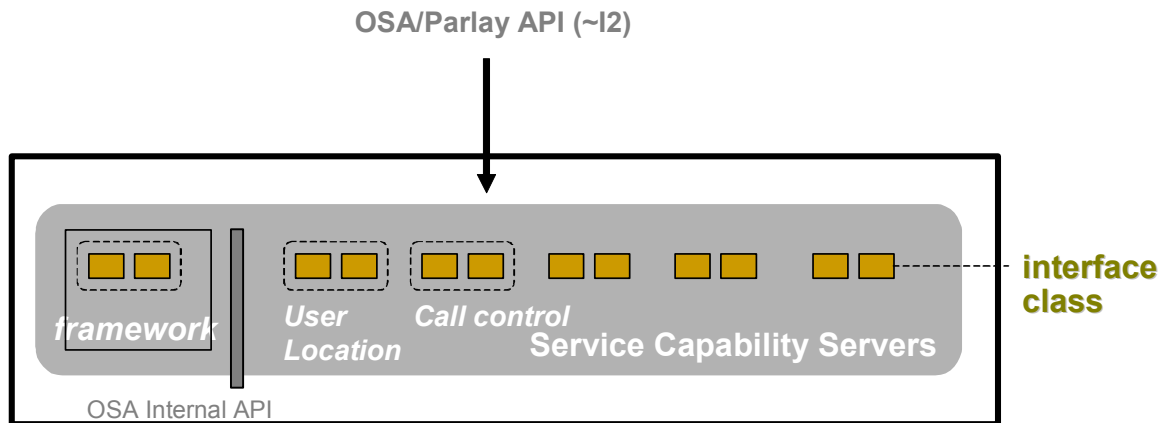 OSA/Parlay API (~I2)
interface
class
framework
User
Location
Call control
Service Capability Servers
OSA Internal API